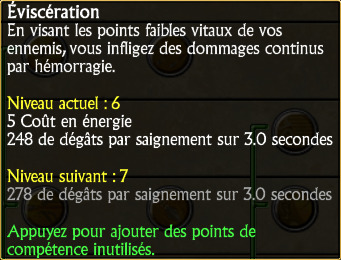 Éviscération
En visant les points faibles vitaux de vos
ennemis, vous infligez des dommages continus
par hémorragie.
Niveau actuel : 6
5 Coût en énergie
248 de dégâts par saignement sur 3.0 secondes
Niveau suivant : 7
278 de dégâts par saignement sur 3.0 secondes
Appuyez pour ajouter des points de
compétence inutilisés.